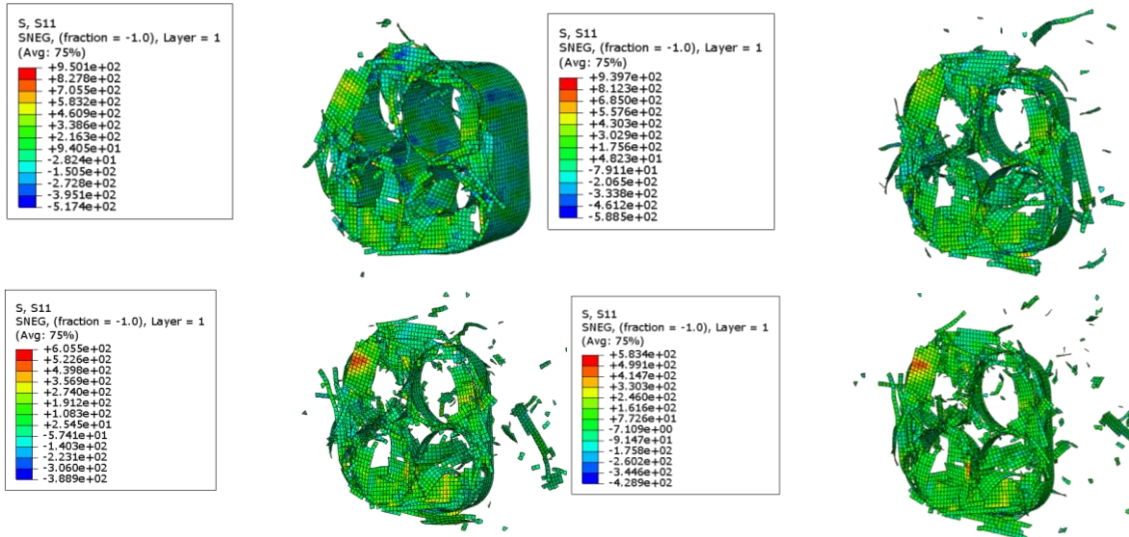 S, S11
SNEG, (fraction = -1.0), Layer = 1
(Avg: 75%)
+9.501e+02
+8.278e+02
+7.055e+02
+5.832e+02
+4.609e+02
+3.386e+02
+2.163e+02
+9.405e+01
-2.824e+01
-1.505e+02
-2.728e+02
-3.951e+02
-5.174e+02
S, S11
SNEG, (fraction = -1.0), Layer = 1
(Avg: 75%)
+9.397e+02
+8.123e+02
+6.850e+02
+5.576e+02
+4.303e+02
+3.029e+02
+1.756e+02
+4.823e+01
-7.911e+01
-2.065e+02
-3.338e+02
-4.612e+02
-5.885e+02
S, S11
SNEG, (fraction = -1.0), Layer = 1
(Avg: 75%)
+6.055e+02
+5.226e+02
+4.398e+02
+3.569e+02
+2.740e+02
+1.912e+02
+1.083e+02
+2.545e+01
-5.741e+01
-1.403e+02
-2.231e+02
-3.060e+02
-3.889e+02
S, S11
SNEG, (fraction = -1.0), Layer = 1
(Avg: 75%)
+5.834e+02
+4.991e+02
+4.147e+02
+3.303e+02
+2.460e+02
+1.616e+02
+7.726e+01
-7.109e+00
-9.147e+01
-1.758e+02
-2.602e+02
-3.446e+02
-4.289e+02